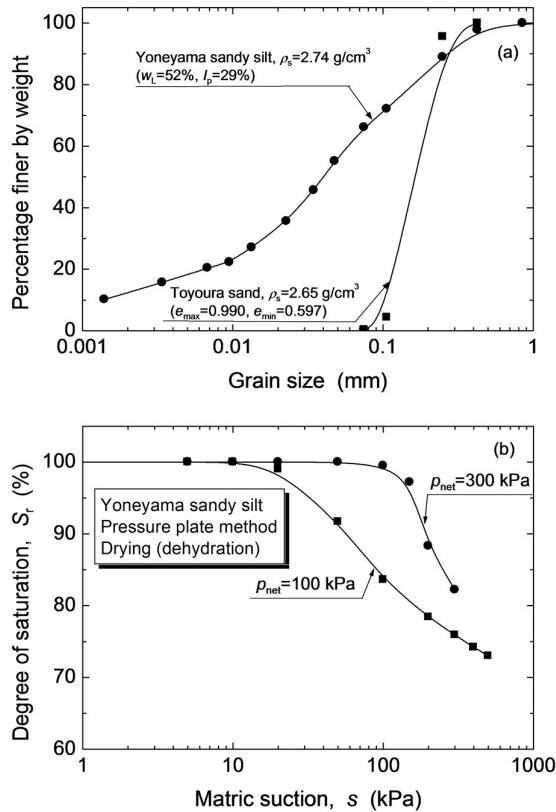 100
(a)
Yoneyama sandy silt, ρs=2.74 g/cm³
(wL=52%, Ip=29%)
80
60
40
20
Toyoura sand, ρs=2.65 g/cm³
(emax=0.990, emin=0.597)
0
Percentage finer by weight
0.001 0.01 0.1 1
Grain size (mm)
(b)
100
pnet=300 kPa
Yoneyama sandy silt
Pressure plate method
Drying (dehydration)
90
pnet=100 kPa
80
70
60
Degree of saturation, Sr (%)
1 10 100 1000
Matric suction, s (kPa)